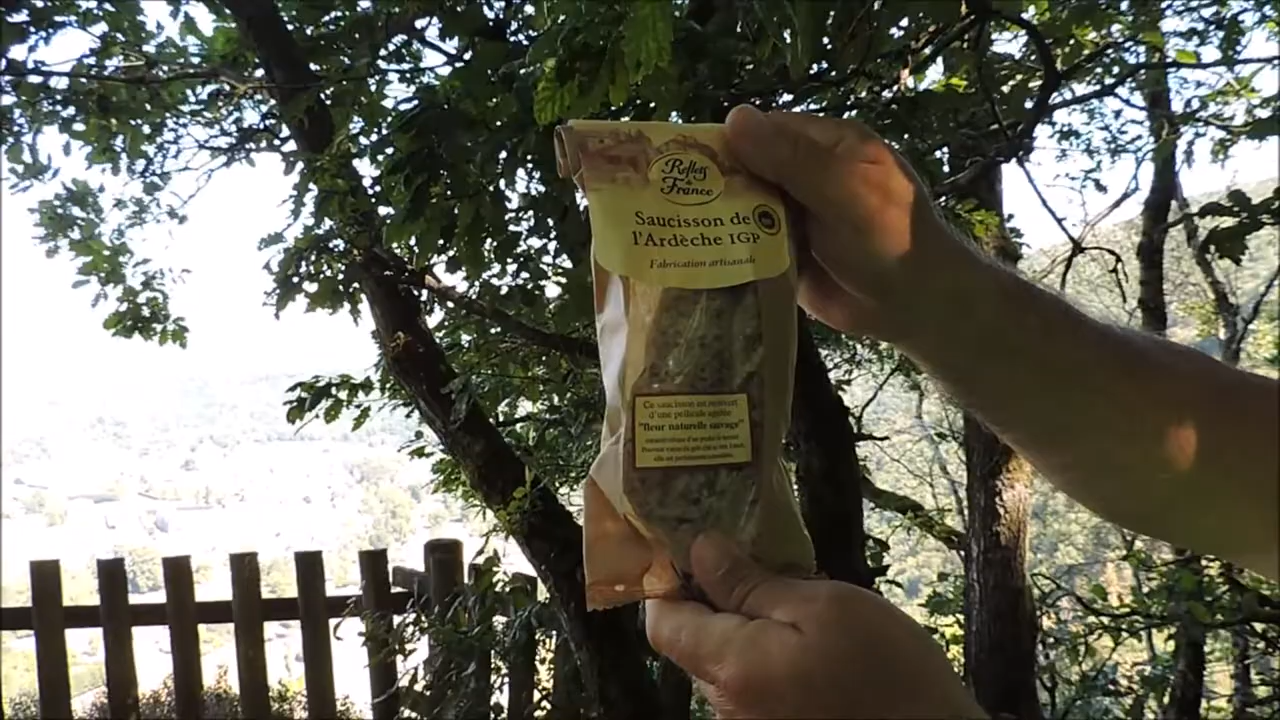 Reflets
de
France
Saucisson de
l'Ardèche IGP
Fabrication artisanale
Ce saucisson est recouvert
d'une pellicule appelée
"fleur naturelle sauvage"